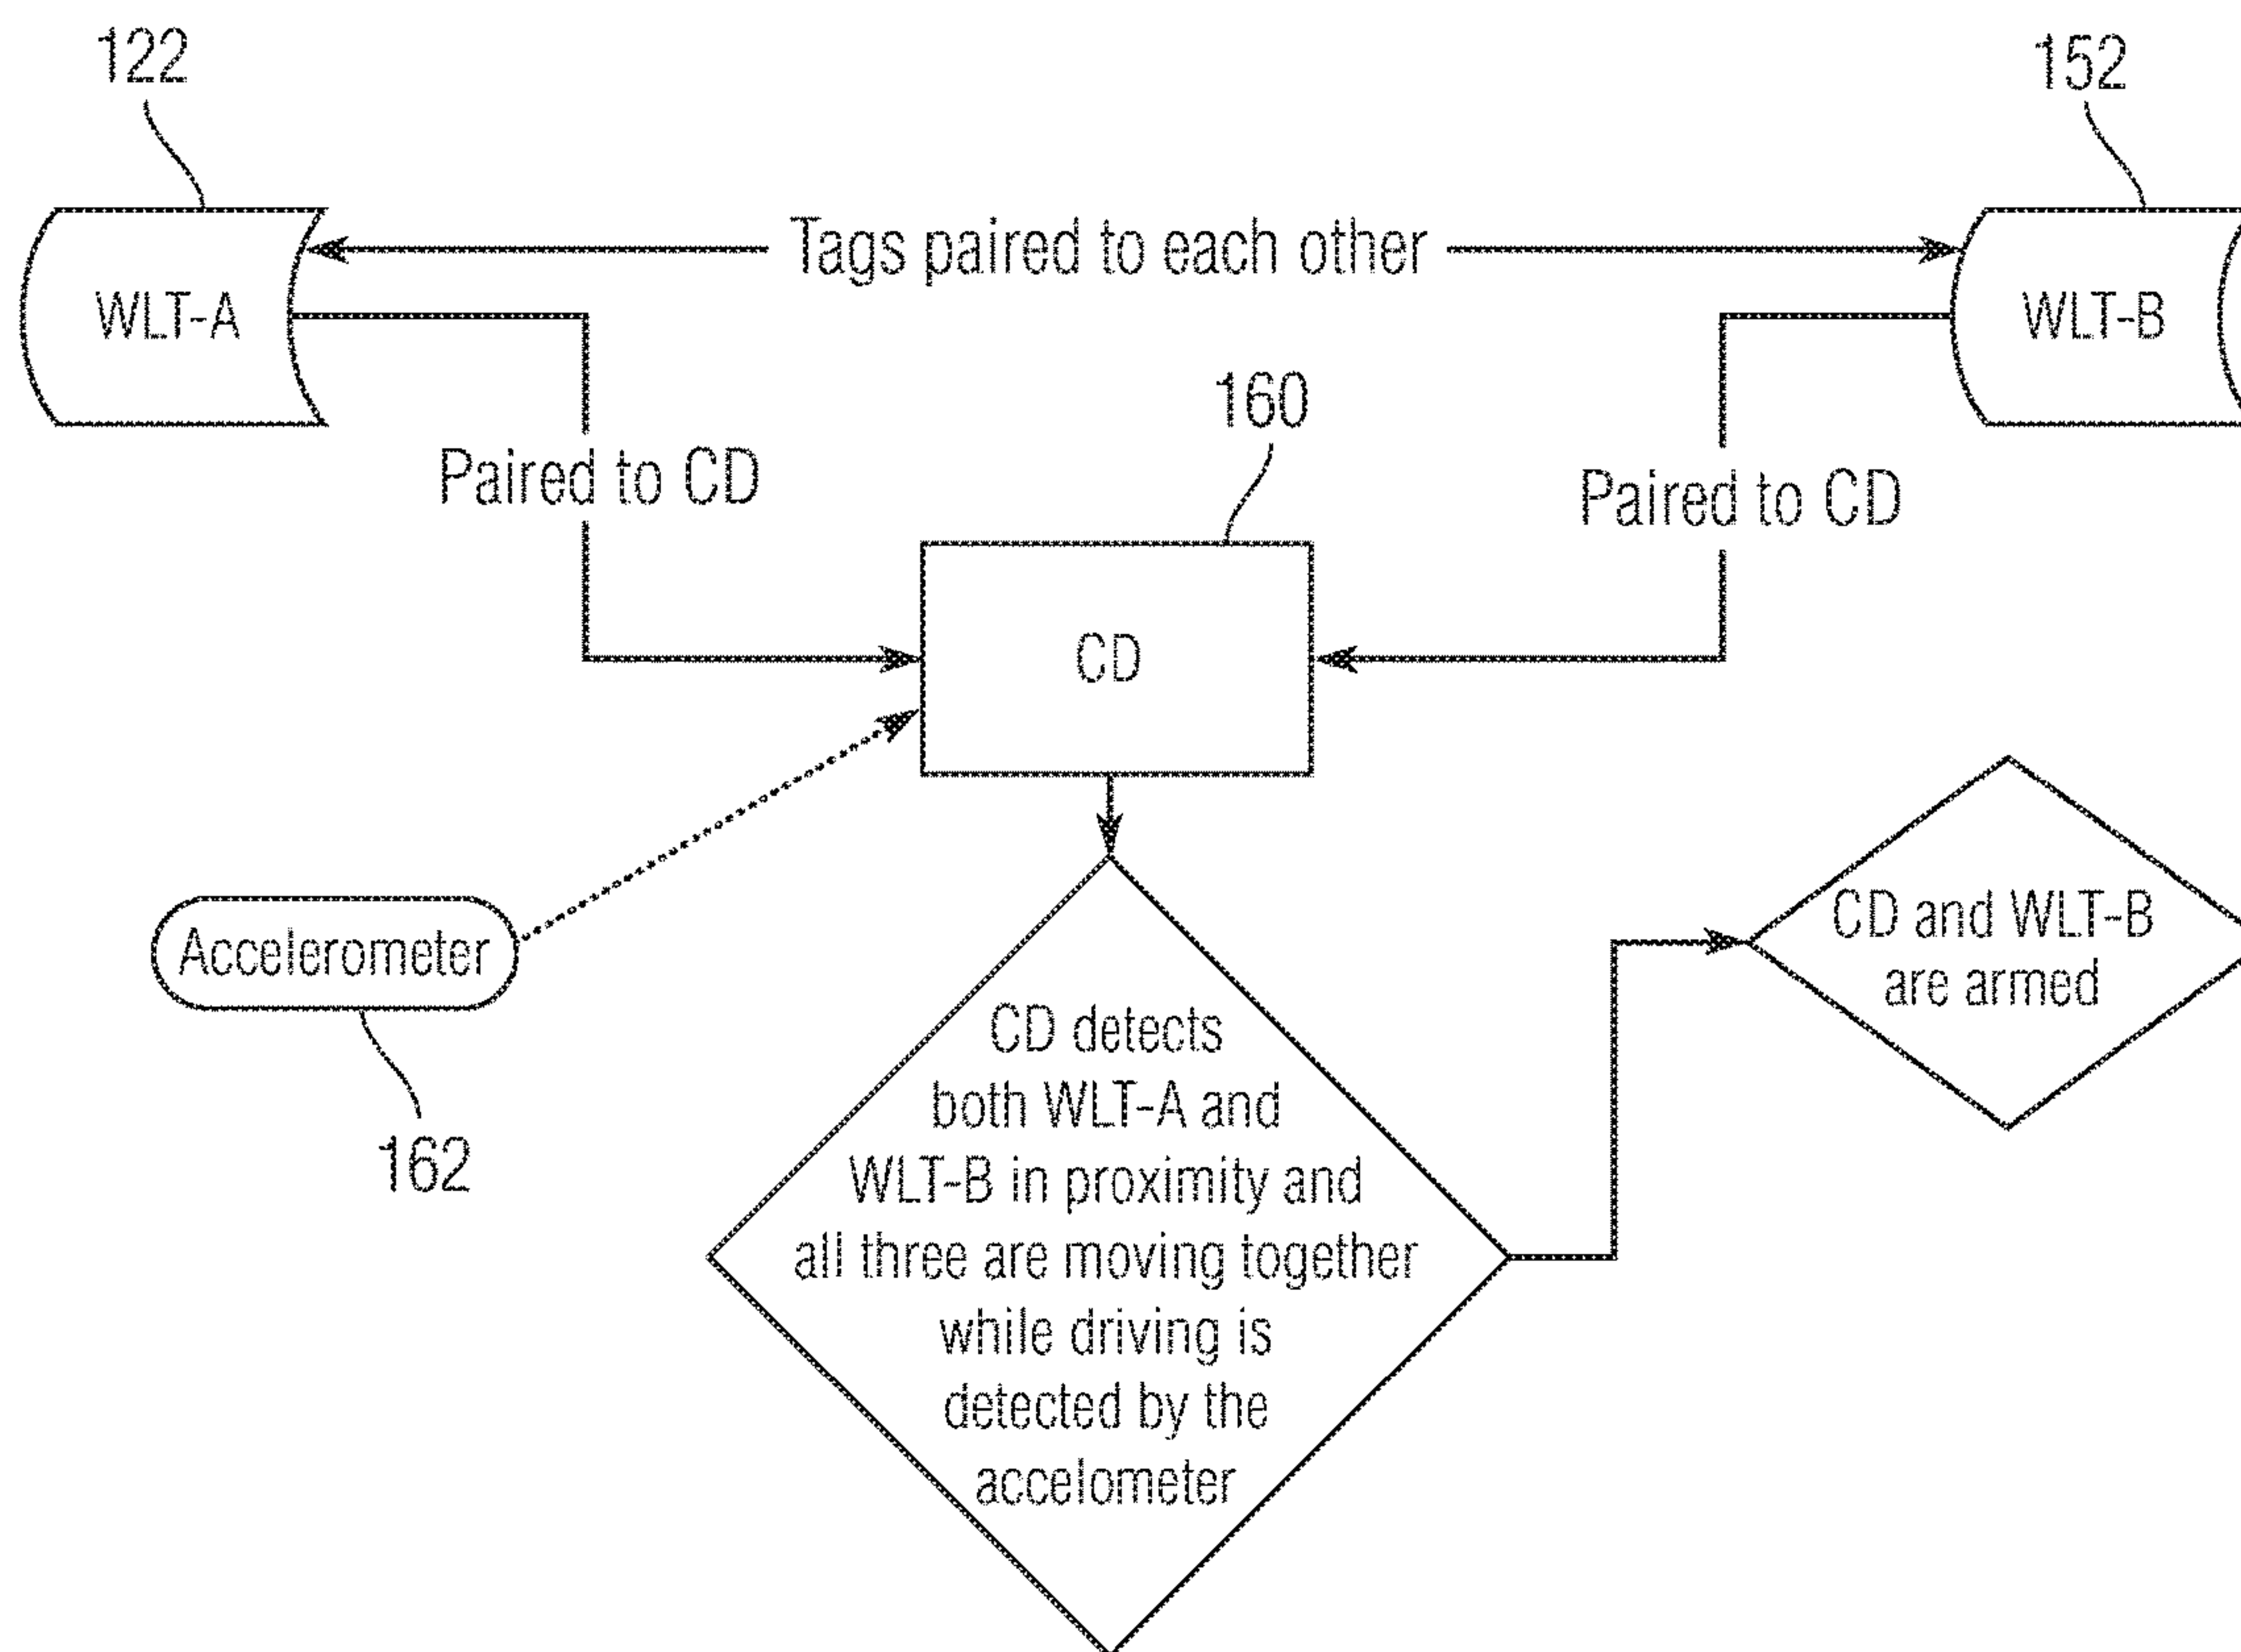 122
152
Tags paired to each other
WLT-A
WLT-B
160
Paired to CD
Paired to CD
CD
Accelerometer
CD and WLT-B
are armed
162
CD detects
both WLT-A and
WLT-B in proximity and
all three are moving together
while driving is
detected by the
accelometer